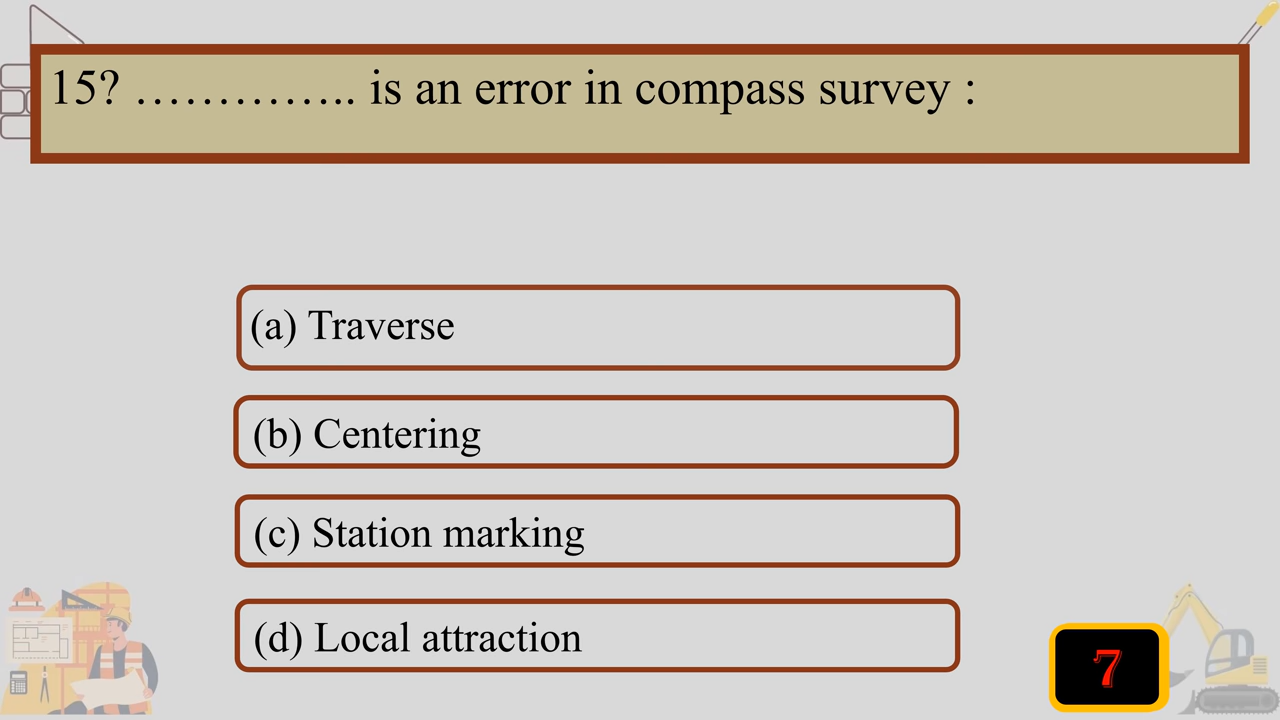 15? ………….. is an error in compass survey :
(a) Traverse
(b) Centering
(c) Station marking
(d) Local attraction
7